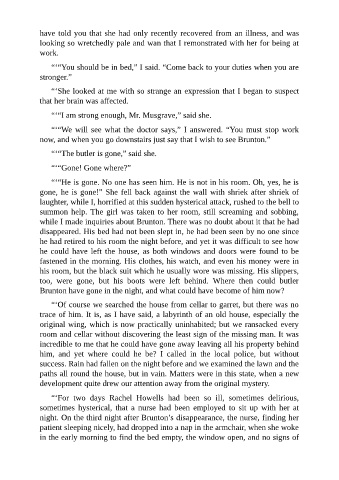 have told you that she had only recently recovered from an illness, and was
looking so wretchedly pale and wan that I remonstrated with her for being at
work.
“‘“You should be in bed,” I said. “Come back to your duties when you are
stronger.”
“‘She looked at me with so strange an expression that I began to suspect
that her brain was affected.
“‘“I am strong enough, Mr. Musgrave,” said she.
“‘“We will see what the doctor says,” I answered. “You must stop work
now, and when you go downstairs just say that I wish to see Brunton.”
“‘“The butler is gone,” said she.
“‘“Gone! Gone where?”
“‘“He is gone. No one has seen him. He is not in his room. Oh, yes, he is
gone, he is gone!” She fell back against the wall with shriek after shriek of
laughter, while I, horrified at this sudden hysterical attack, rushed to the bell to
summon help. The girl was taken to her room, still screaming and sobbing,
while I made inquiries about Brunton. There was no doubt about it that he had
disappeared. His bed had not been slept in, he had been seen by no one since
he had retired to his room the night before, and yet it was difficult to see how
he could have left the house, as both windows and doors were found to be
fastened in the morning. His clothes, his watch, and even his money were in
his room, but the black suit which he usually wore was missing. His slippers,
too, were gone, but his boots were left behind. Where then could butler
Brunton have gone in the night, and what could have become of him now?
“‘Of course we searched the house from cellar to garret, but there was no
trace of him. It is, as I have said, a labyrinth of an old house, especially the
original wing, which is now practically uninhabited; but we ransacked every
room and cellar without discovering the least sign of the missing man. It was
incredible to me that he could have gone away leaving all his property behind
him, and yet where could he be? I called in the local police, but without
success. Rain had fallen on the night before and we examined the lawn and the
paths all round the house, but in vain. Matters were in this state, when a new
development quite drew our attention away from the original mystery.
“‘For two days Rachel Howells had been so ill, sometimes delirious,
sometimes hysterical, that a nurse had been employed to sit up with her at
night. On the third night after Brunton’s disappearance, the nurse, finding her
patient sleeping nicely, had dropped into a nap in the armchair, when she woke
in the early morning to find the bed empty, the window open, and no signs of